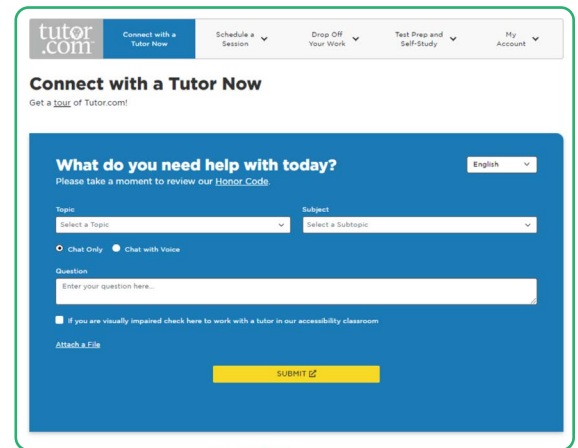 tutor
.com
Connect with a
Tutor Now
Schedule a
Session
Drop Off
Your Work
Test Prep and
Self-Study
My
Account
Connect with a Tutor Now
Get a tour of Tutor.com!
What do you need help with today?
English
Please take a moment to review our Honor Code.
Topic
Subject
Select a Topic
Select a Subtopic
Chat Only
Chat with Voice
Question
Enter your question here...
If you are visually impaired check here to work with a tutor in our accessibility classroom
Attach a File
SUBMIT